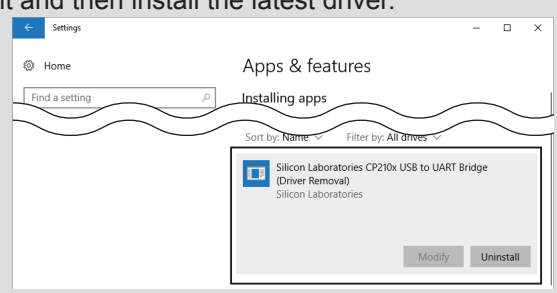 it and then install the latest driver.
Settings
Home
Apps & features
Find a setting
Installing apps
Sort by: Name Filter by: All drives
Silicon Laboratories CP210x USB to UART Bridge
(Driver Removal)
Silicon Laboratories
Modify Uninstall